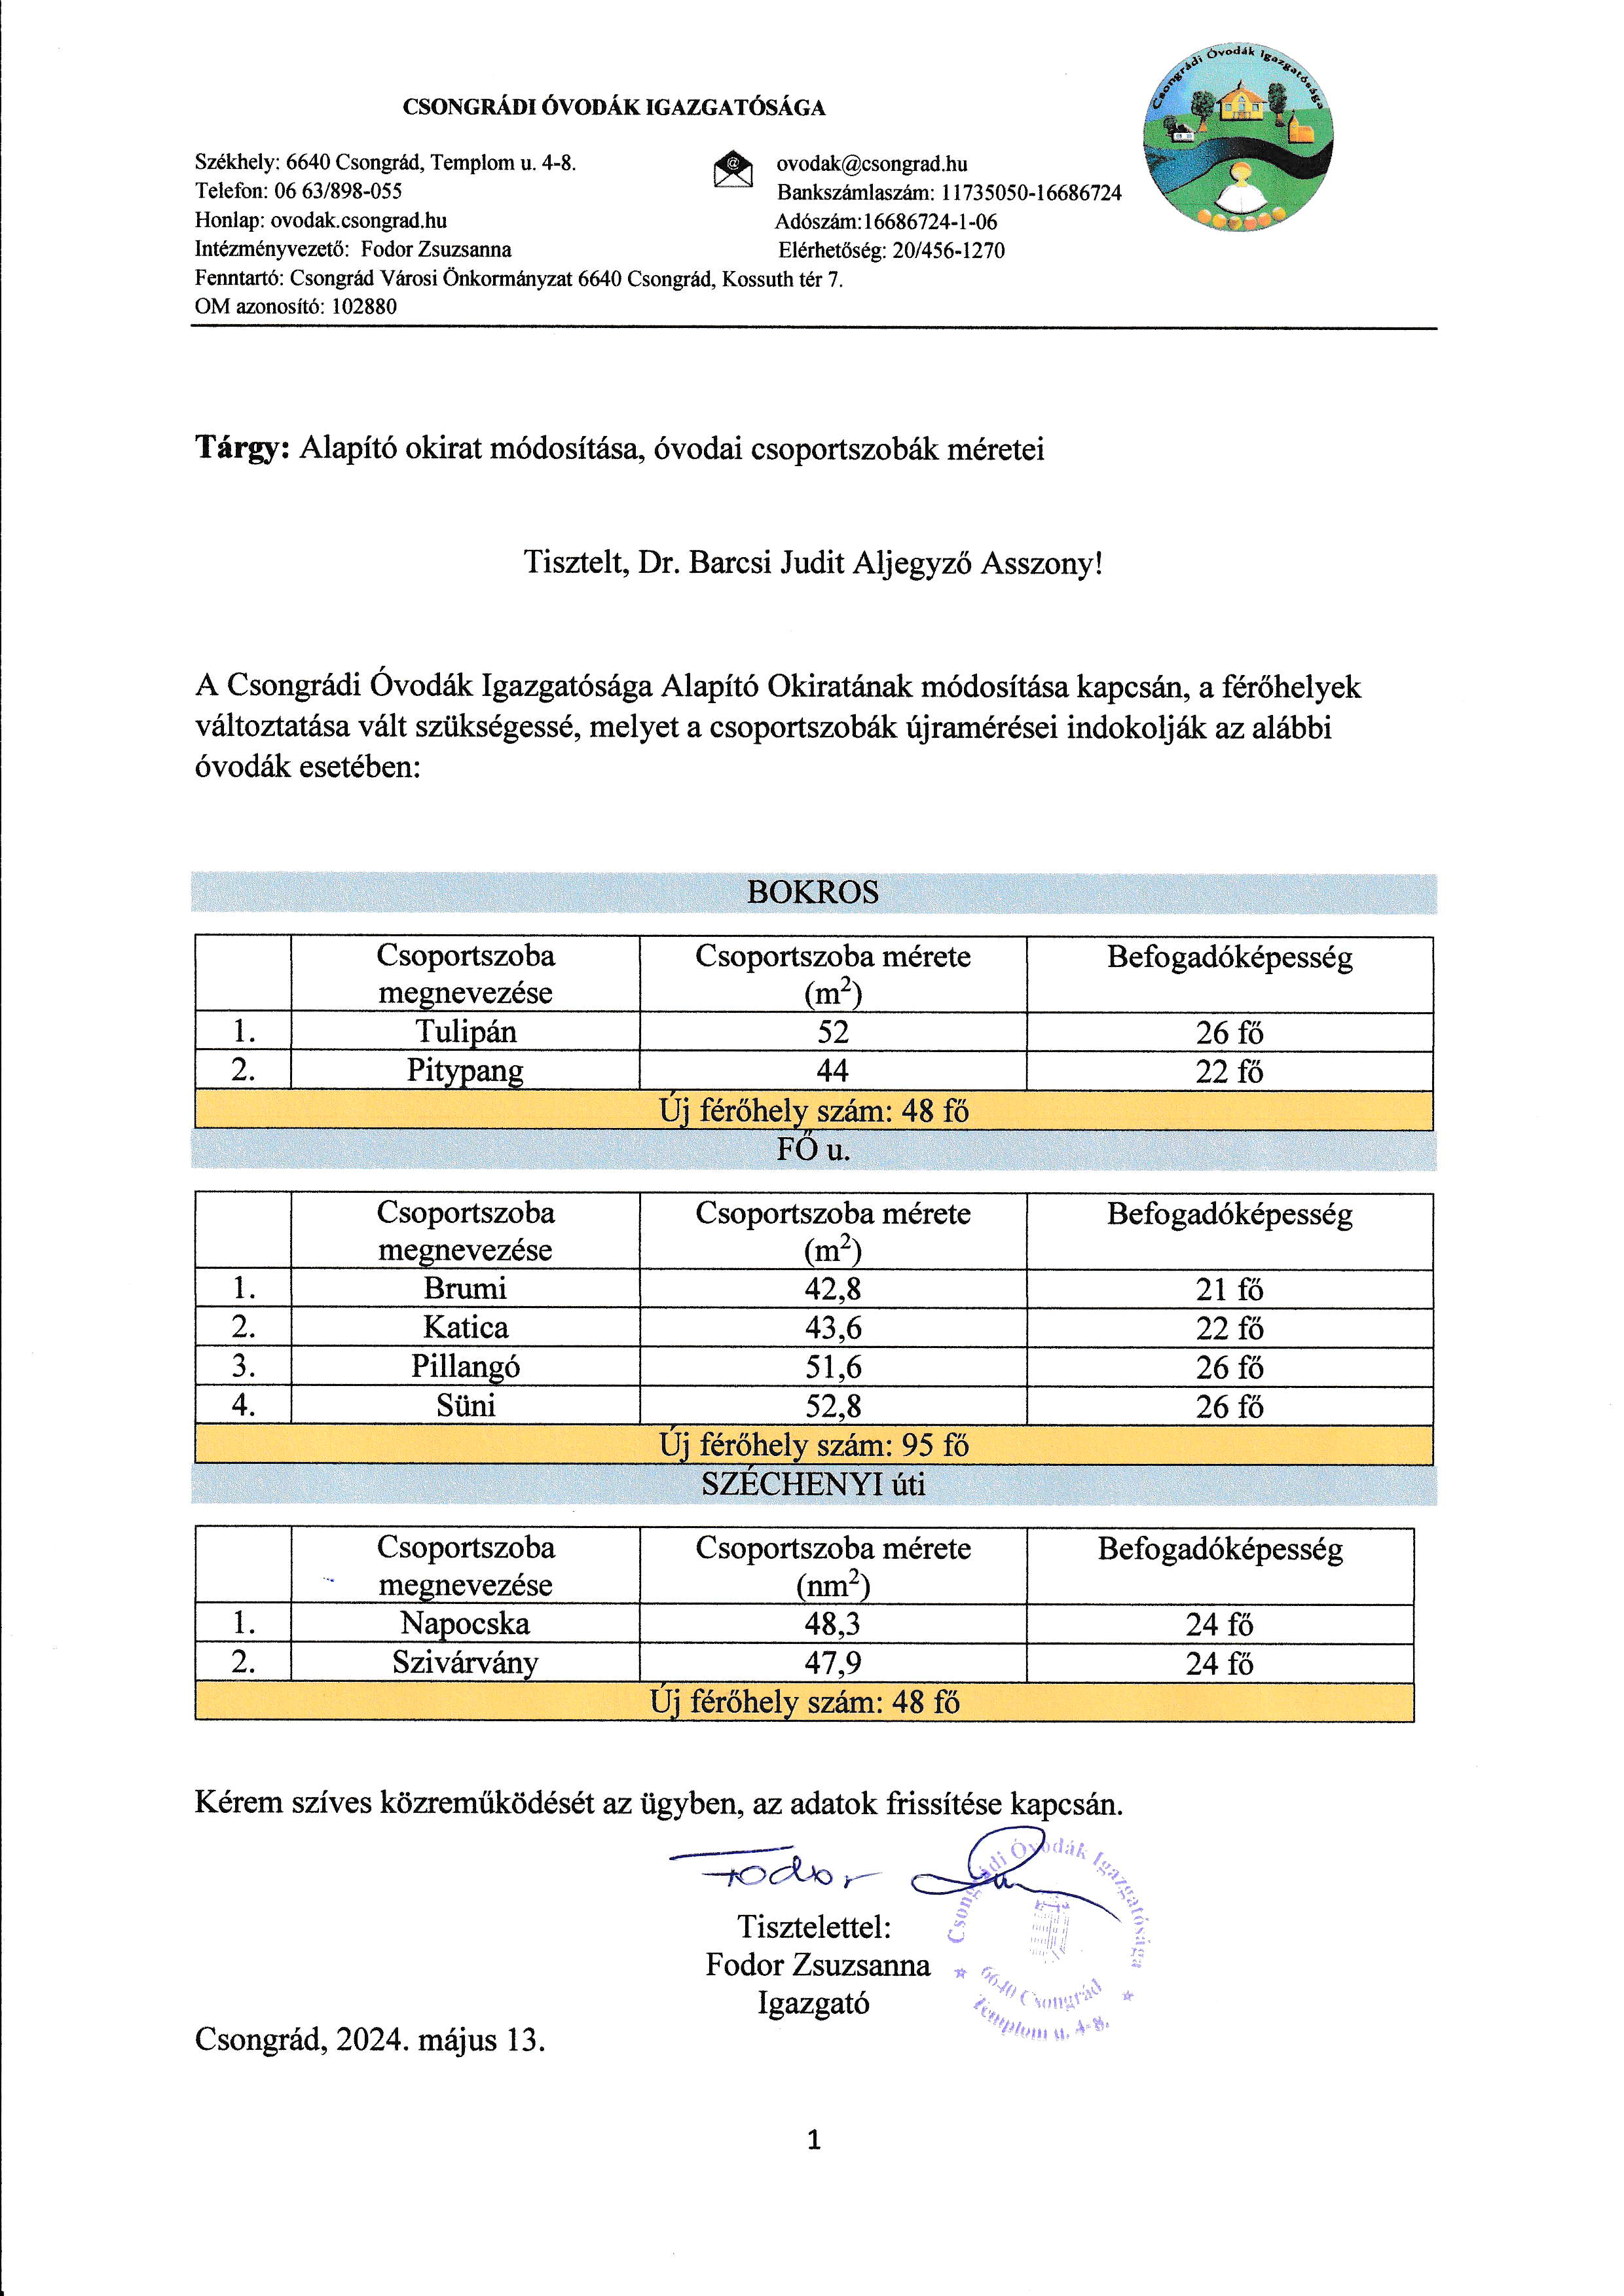 Csongrádi Óvodák Igazgatósága
CSONGRÁDI ÓVODÁK IGAZGATÓSÁGA
Székhely: 6640 Csongrád, Templom u. 4-8.
ovodak@csongrad.hu
Telefon: 06 63/898-055
Bankszámlaszám: 11735050-16686724
Honlap: ovodak.csongrad.hu
Adószám:16686724-1-06
Intézményvezető: Fodor Zsuzsanna
Elérhetőség: 20/456-1270
Fenntartó: Csongrád Városi Önkormányzat 6640 Csongrád, Kossuth tér 7.
OM azonosító: 102880
Tárgy: Alapító okirat módosítása, óvodai csoportszobák méretei
Tisztelt, Dr. Barcsi Judit Aljegyző Asszony!
A Csongrádi Óvodák Igazgatósága Alapító Okiratának módosítása kapcsán, a férőhelyek
változtatása vált szükségessé, melyet a csoportszobák újramérései indokolják az alábbi
óvodák esetében:
BOKROS
Csoportszoba megnevezése Csoportszoba mérete (m²) Befogadóképesség
1. Tulipán 52 26 fő
2. Pitypang 44 22 fő
Új férőhely szám: 48 fő
FŐ u.
Csoportszoba megnevezése Csoportszoba mérete (m²) Befogadóképesség
1. Brumi 42,8 21 fő
2. Katica 43,6 22 fő
3. Pillangó 51,6 26 fő
4. Süni 52,8 26 fő
Új férőhely szám: 95 fő
SZÉCHENYI úti
Csoportszoba megnevezése Csoportszoba mérete (nm²) Befogadóképesség
1. Napocska 48,3 24 fő
2. Szivárvány 47,9 24 fő
Új férőhely szám: 48 fő
Kérem szíves közreműködését az ügyben, az adatok frissítése kapcsán.
Fodor
Csongrádi Óvodák Igazgatósága
6640 Csongrád
Templom u. 4-8.
Tisztelettel:
Fodor Zsuzsanna
Igazgató
Csongrád, 2024. május 13.
1